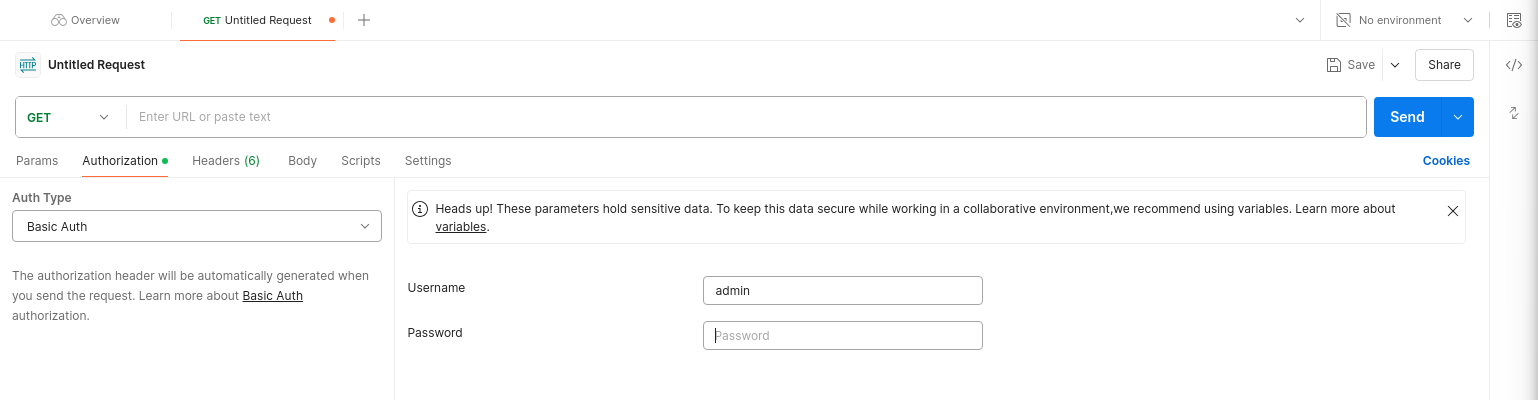 Overview
GET Untitled Request
No environment
HTTP
Untitled Request
Save
Share
GET
Enter URL or paste text
Send
Params
Authorization
Headers (6)
Body
Scripts
Settings
Cookies
Auth Type
Basic Auth
The authorization header will be automatically generated when
you send the request. Learn more about Basic Auth
authorization.
Heads up! These parameters hold sensitive data. To keep this data secure while working in a collaborative environment,we recommend using variables. Learn more about
variables.
Username
admin
Password
Password